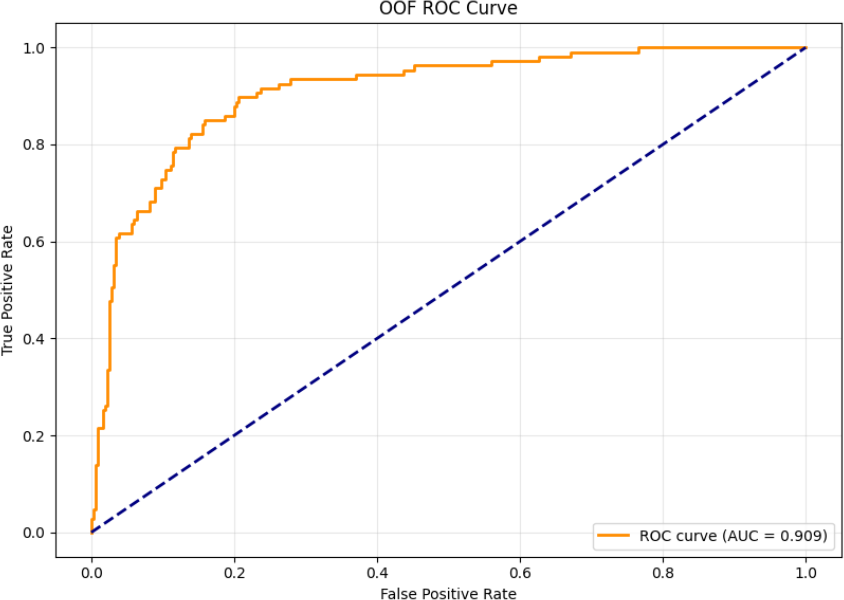 OOF ROC Curve
True Positive Rate
1.0
0.8
0.6
0.4
0.2
0.0
ROC curve (AUC = 0.909)
0.0 0.2 0.4 0.6 0.8 1.0
False Positive Rate